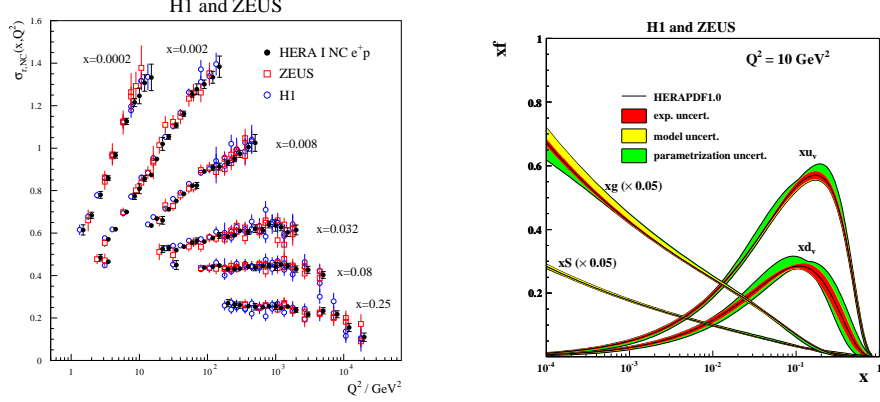 H1 and ZEUS
σr,NC(x,Q²)
1.6
1.4
1.2
1
0.8
0.6
0.4
0.2
0
x=0.0002
x=0.002
HERA I NC e⁺p
ZEUS
H1
x=0.008
x=0.032
x=0.08
x=0.25
1 10 10² 10³ 10⁴
Q² / GeV²
H1 and ZEUS
xf
1
0.8
0.6
0.4
0.2
Q² = 10 GeV²
HERAPDF1.0
exp. uncert.
model uncert.
parametrization uncert.
xuᵥ
xg (× 0.05)
xdᵥ
xS (× 0.05)
10⁻⁴ 10⁻³ 10⁻² 10⁻¹ 1
x